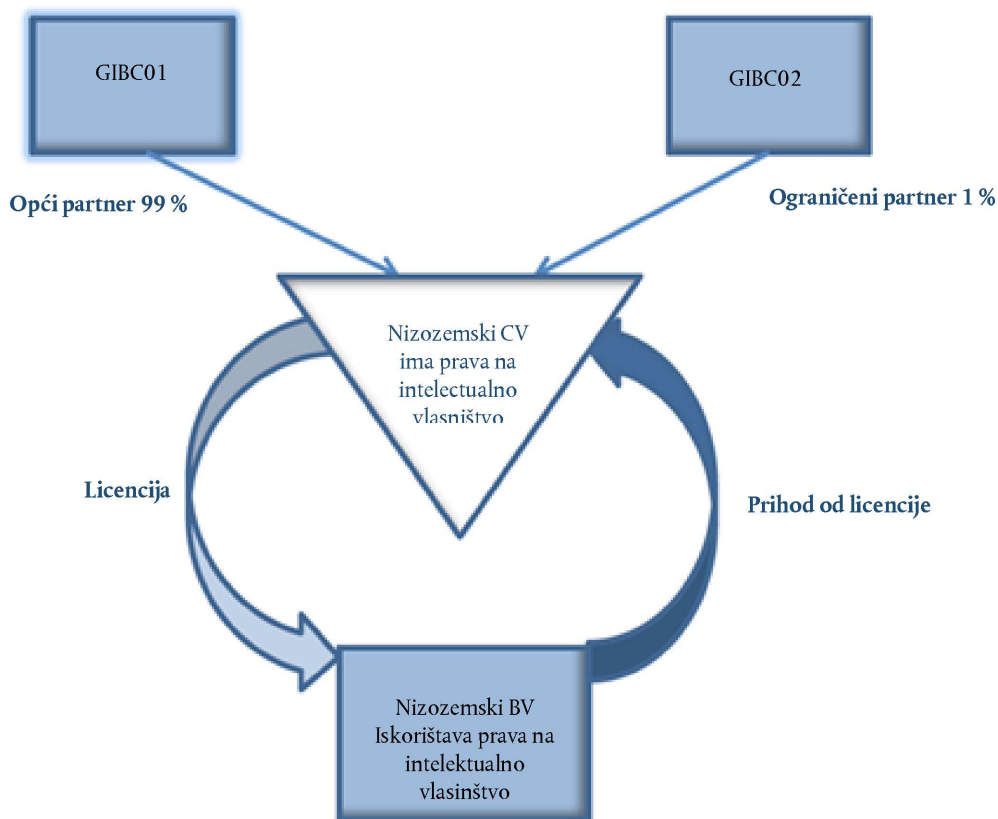 GIBC01
GIBC02
Opći partner 99 %
Ograničeni partner 1 %
Nizozemski CV
ima prava na
intelectualno
vlasništvo
Licencija
Prihod od licencije
Nizozemski BV
Iskorištava prava na
intelektualno
vlasinštvo